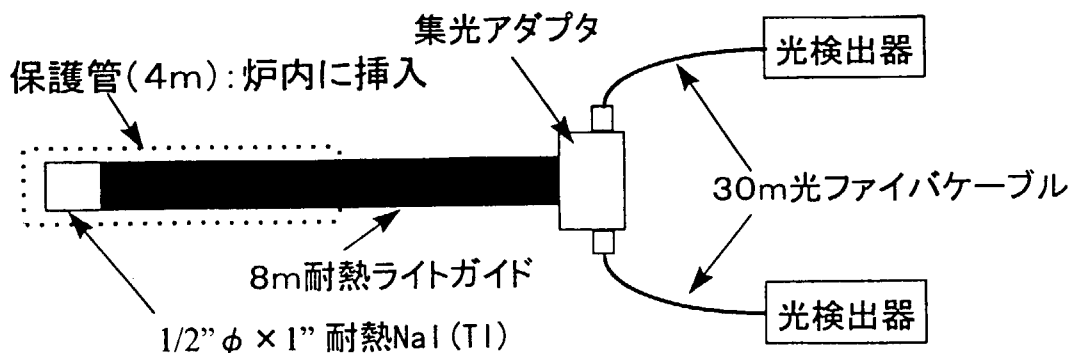 集光アダプタ
光検出器
保護管(4m):炉内に挿入
30m光ファイバケーブル
8m耐熱ライトガイド
光検出器
1/2”φ×1” 耐熱NaI(Tl)